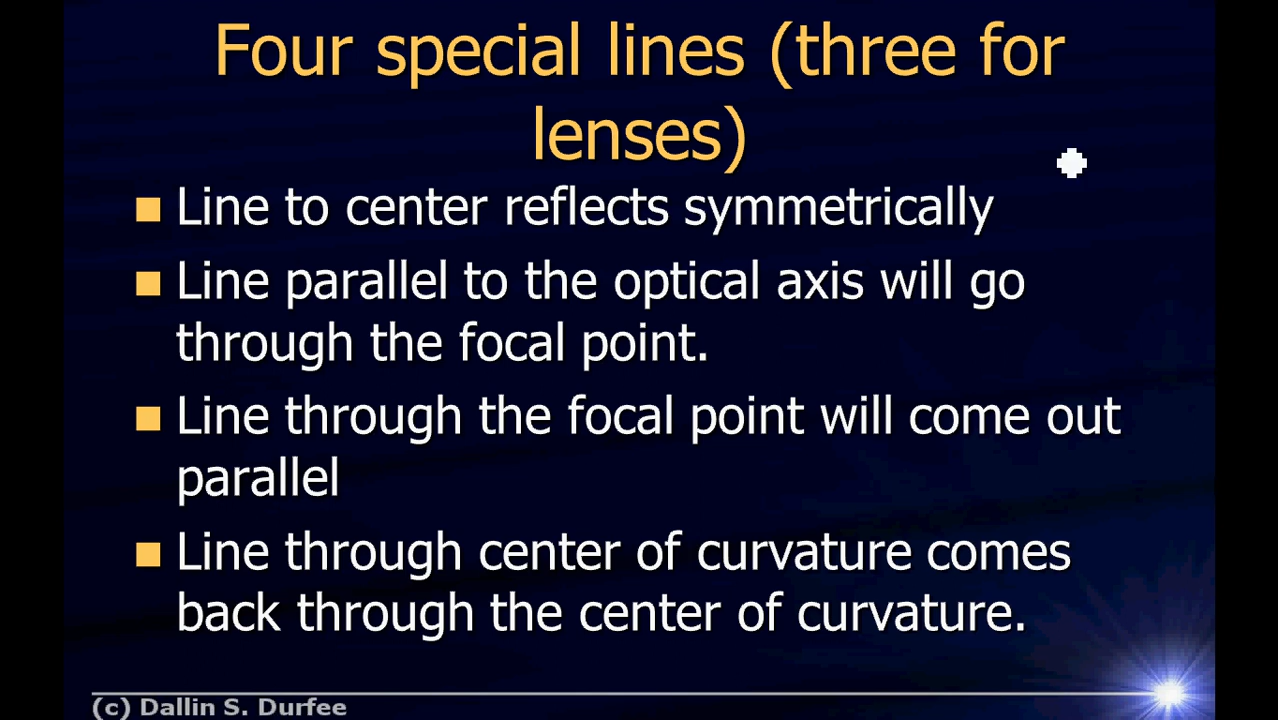 Four special lines (three for
lenses)
Line to center reflects symmetrically
Line parallel to the optical axis will go
through the focal point.
Line through the focal point will come out
parallel
Line through center of curvature comes
back through the center of curvature.
(c) Dallin S. Durfee